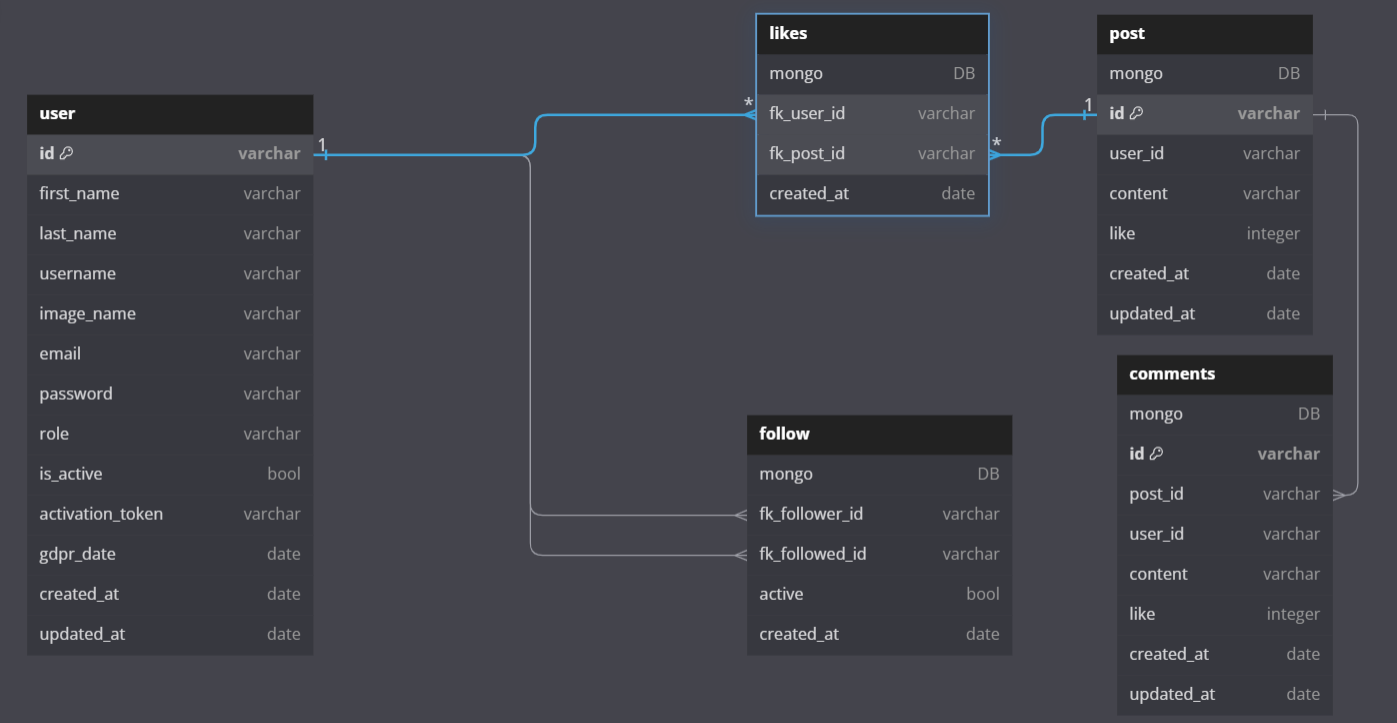 user
id varchar
first_name varchar
last_name varchar
username varchar
image_name varchar
email varchar
password varchar
role varchar
is_active bool
activation_token varchar
gdpr_date date
created_at date
updated_at date
1
*
likes
mongo DB
fk_user_id varchar
fk_post_id varchar
created_at date
*
1
post
mongo DB
id varchar
user_id varchar
content varchar
like integer
created_at date
updated_at date
follow
mongo DB
fk_follower_id varchar
fk_followed_id varchar
active bool
created_at date
comments
mongo DB
id varchar
post_id varchar
user_id varchar
content varchar
like integer
created_at date
updated_at date